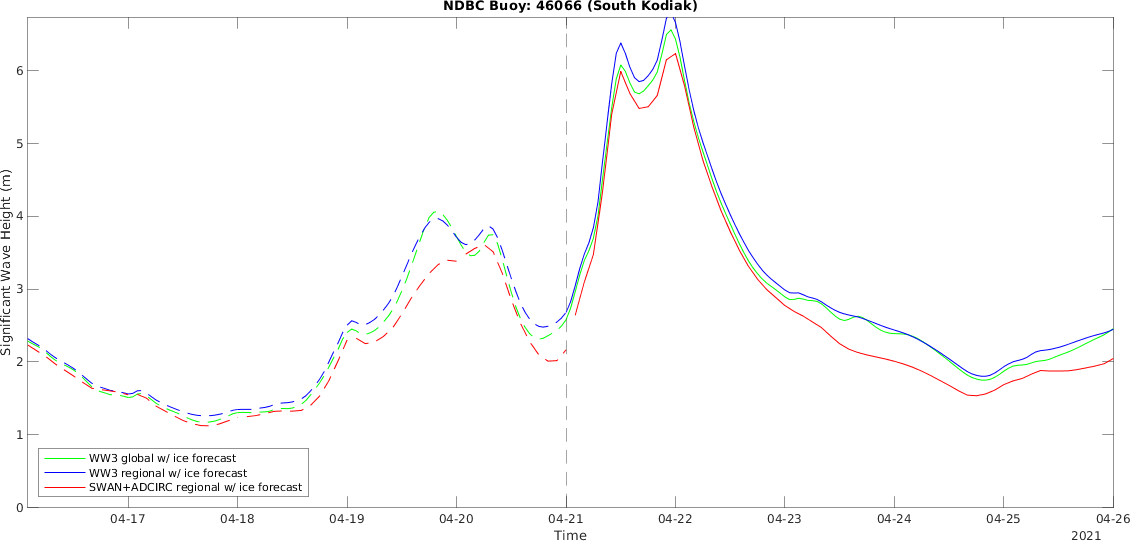 NDBC Buoy: 46066 (South Kodiak)
Significant Wave Height (m)
6
5
4
3
2
1
0
WW3 global w/ ice forecast
WW3 regional w/ ice forecast
SWAN+ADCIRC regional w/ ice forecast
04-17 04-18 04-19 04-20 04-21 04-22 04-23 04-24 04-25 04-26
Time
2021